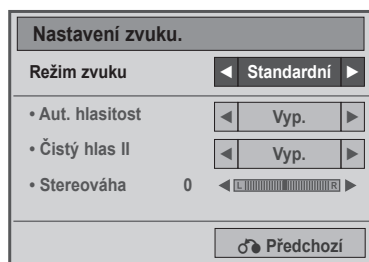 Nastavení zvuku.
Režim zvuku ◀ Standardní ▶
• Aut. hlasitost ◀ Vyp. ▶
• Čistý hlas II ◀ Vyp. ▶
• Stereováha 0 ◀ L R ▶
Předchozí